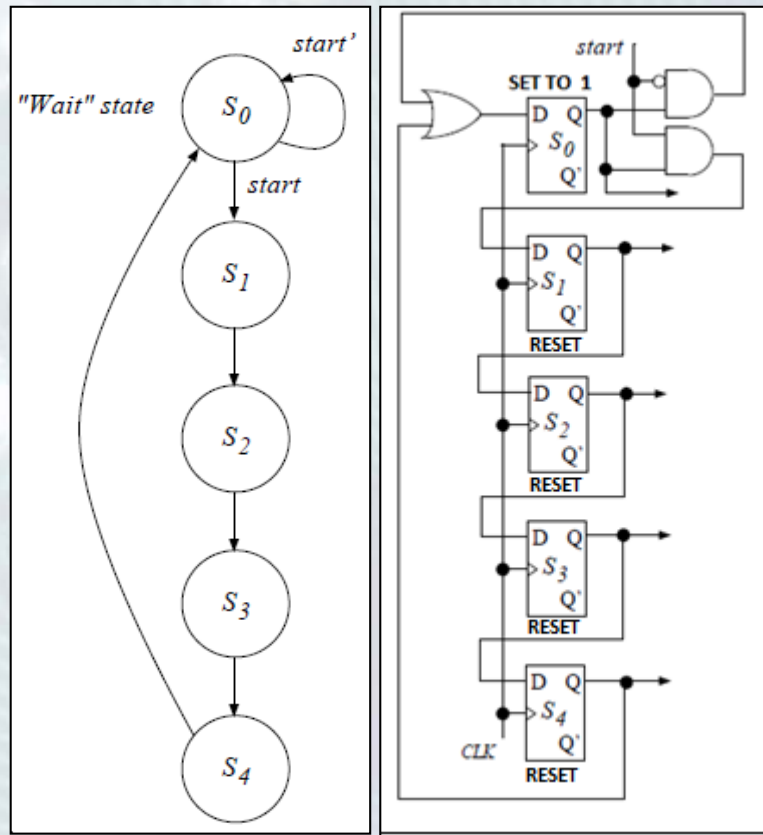 start’
"Wait" state
S0
start
S1
S2
S3
S4
start
SET TO 1
D Q
S0
Q’
D Q
S1
Q’
RESET
D Q
S2
Q’
RESET
D Q
S3
Q’
RESET
D Q
S4
Q’
CLK
RESET